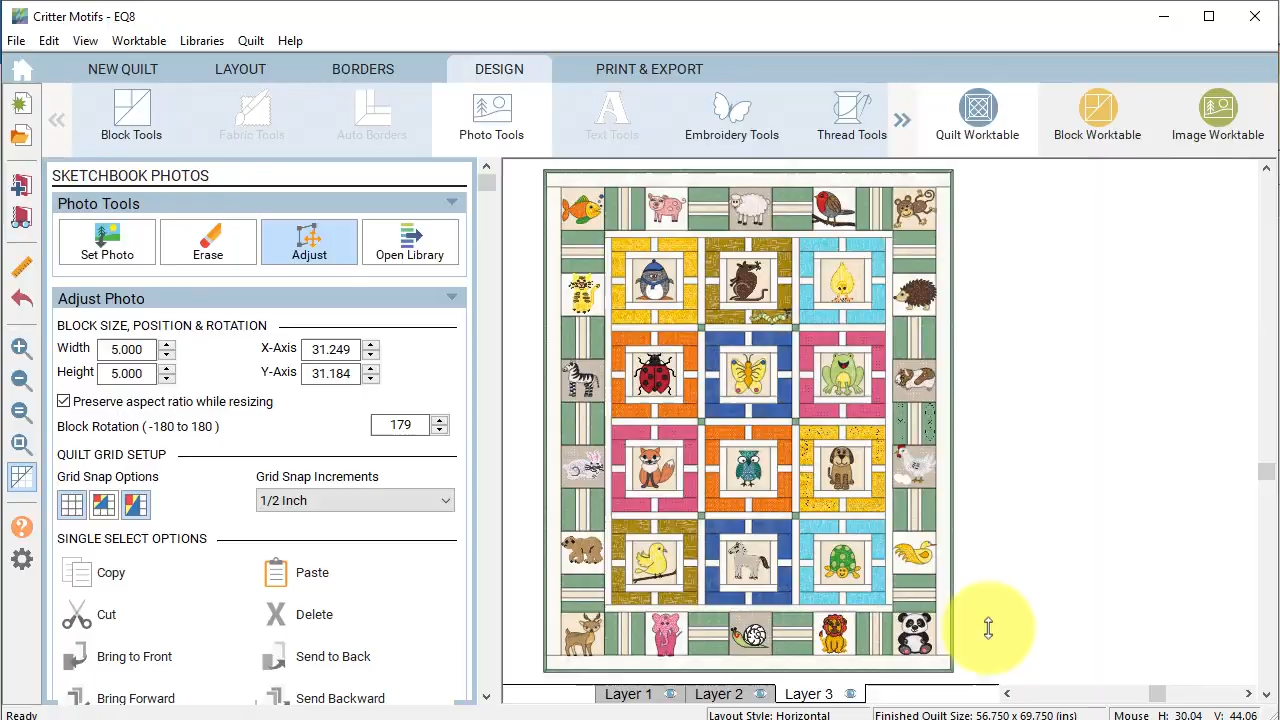 Critter Motifs - EQ8
File Edit View Worktable Libraries Quilt Help
NEW QUILT LAYOUT BORDERS DESIGN PRINT & EXPORT
Block Tools Fabric Tools Auto Borders Photo Tools Text Tools Embroidery Tools Thread Tools Quilt Worktable Block Worktable Image Worktable
SKETCHBOOK PHOTOS
Photo Tools
Set Photo Erase Adjust Open Library
Adjust Photo
BLOCK SIZE, POSITION & ROTATION
Width 5.000 X-Axis 31.249
Height 5.000 Y-Axis 31.184
Preserve expect ratio while resizing
Block Rotation ( -180 to 180 ) 179
QUILT GRID SETUP
Grid Snap Options Grid Snap Increments
1/2 Inch
SINGLE SELECT OPTIONS
Copy Paste
Cut Delete
Bring to Front Send to Back
Bring Forward Send Backward
Layer 1 Layer 2 Layer 3
Ready Layout Style: Horizontal Finished Quilt Size: 56.750 x 69.750 (ins) Mouse H: 30.04 V: 44.06